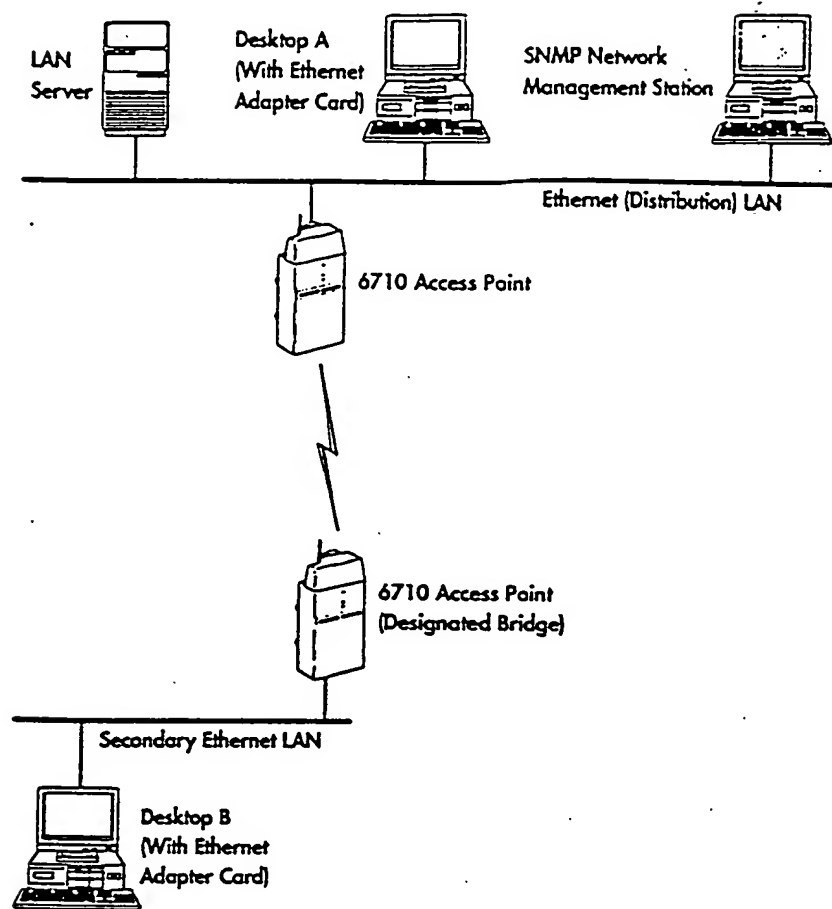 LAN
Server
Desktop A
(With Ethernet
Adapter Card)
SNMP Network
Management Station
Ethernet (Distribution) LAN
6710 Access Point
6710 Access Point
(Designated Bridge)
Secondary Ethernet LAN
Desktop B
(With Ethernet
Adapter Card)